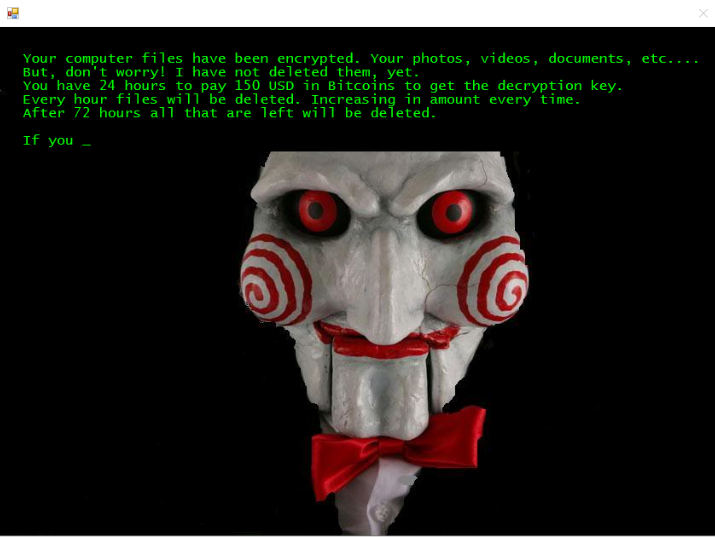 Your computer files have been encrypted. Your photos, videos, documents, etc....
But, don't worry! I have not deleted them, yet.
You have 24 hours to pay 150 USD in Bitcoins to get the decryption key.
Every hour files will be deleted. Increasing in amount every time.
After 72 hours all that are left will be deleted.
If you _